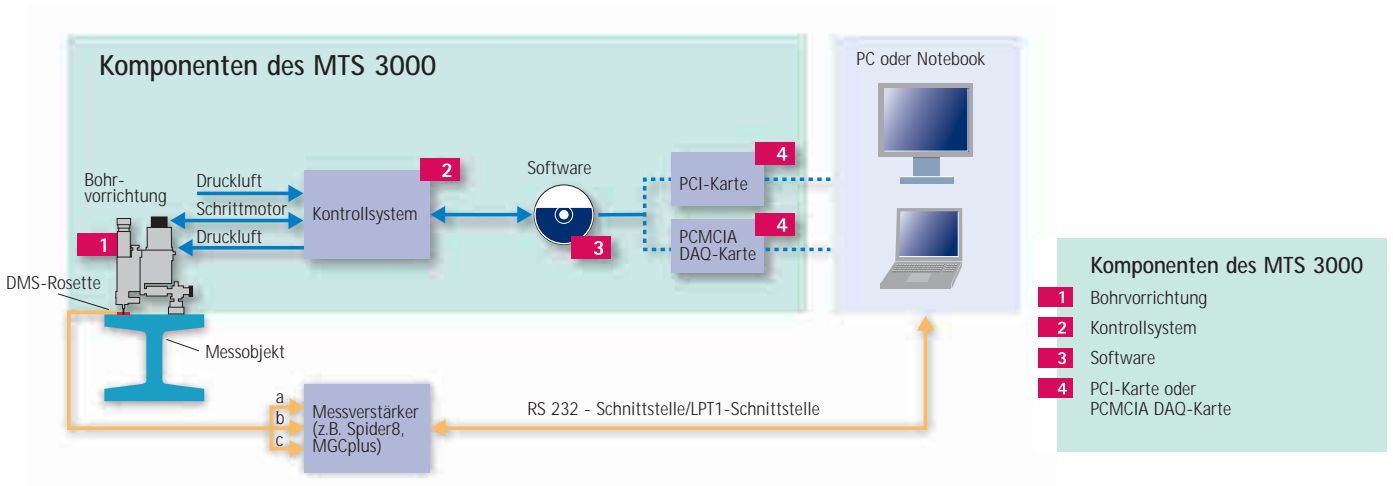 Komponenten des MTS 3000
PC oder Notebook
Bohr-
vorrichtung
Druckluft
Schrittmotor
Druckluft
1
2
Kontrollsystem
Software
3
4
PCI-Karte
4
PCMCIA
DAQ-Karte
DMS-Rosette
Messobjekt
a
b
c
Messverstärker
(z.B. Spider8,
MGCplus)
RS 232 - Schnittstelle/LPT1-Schnittstelle
Komponenten des MTS 3000
1 Bohrvorrichtung
2 Kontrollsystem
3 Software
4 PCI-Karte oder
PCMCIA DAQ-Karte